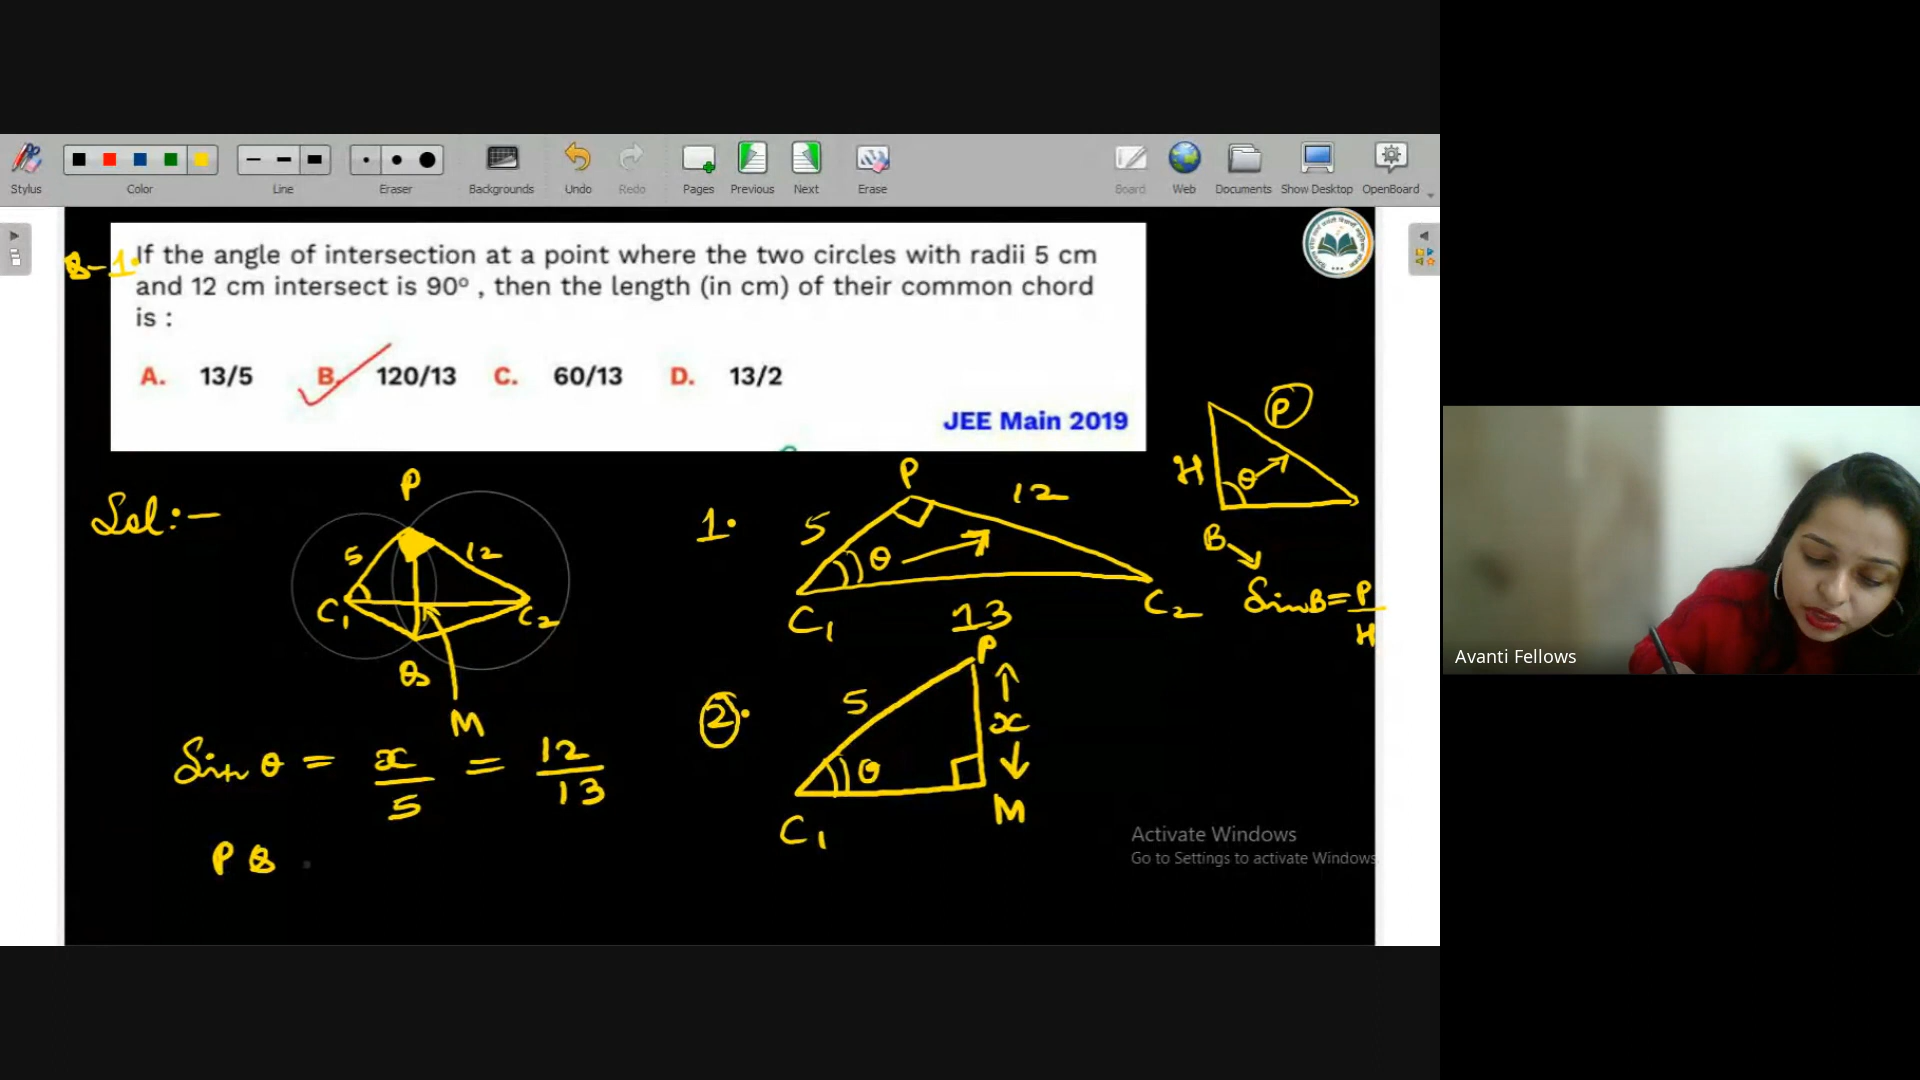 Stylus
Color
Line
Eraser
Backgrounds
Undo
Redo
Pages
Previous
Next
Erase
Board
Web
Documents
Show Desktop
OpenBoard
Q-1.
If the angle of intersection at a point where the two circles with radii 5 cm
and 12 cm intersect is 90° , then the length (in cm) of their common chord
is :
A. 13/5 B. 120/13 C. 60/13 D. 13/2
JEE Main 2019
Sol:-
P
5
12
C1
C2
Q
M
1.
P
5
12
θ
C1
C2
13
P
H
θ
B
Sin B = P/H
2.
P
5
x
θ
C1
M
Sin θ = x/5 = 12/13
PQ
Activate Windows
Go to Settings to activate Windows
Avanti Fellows